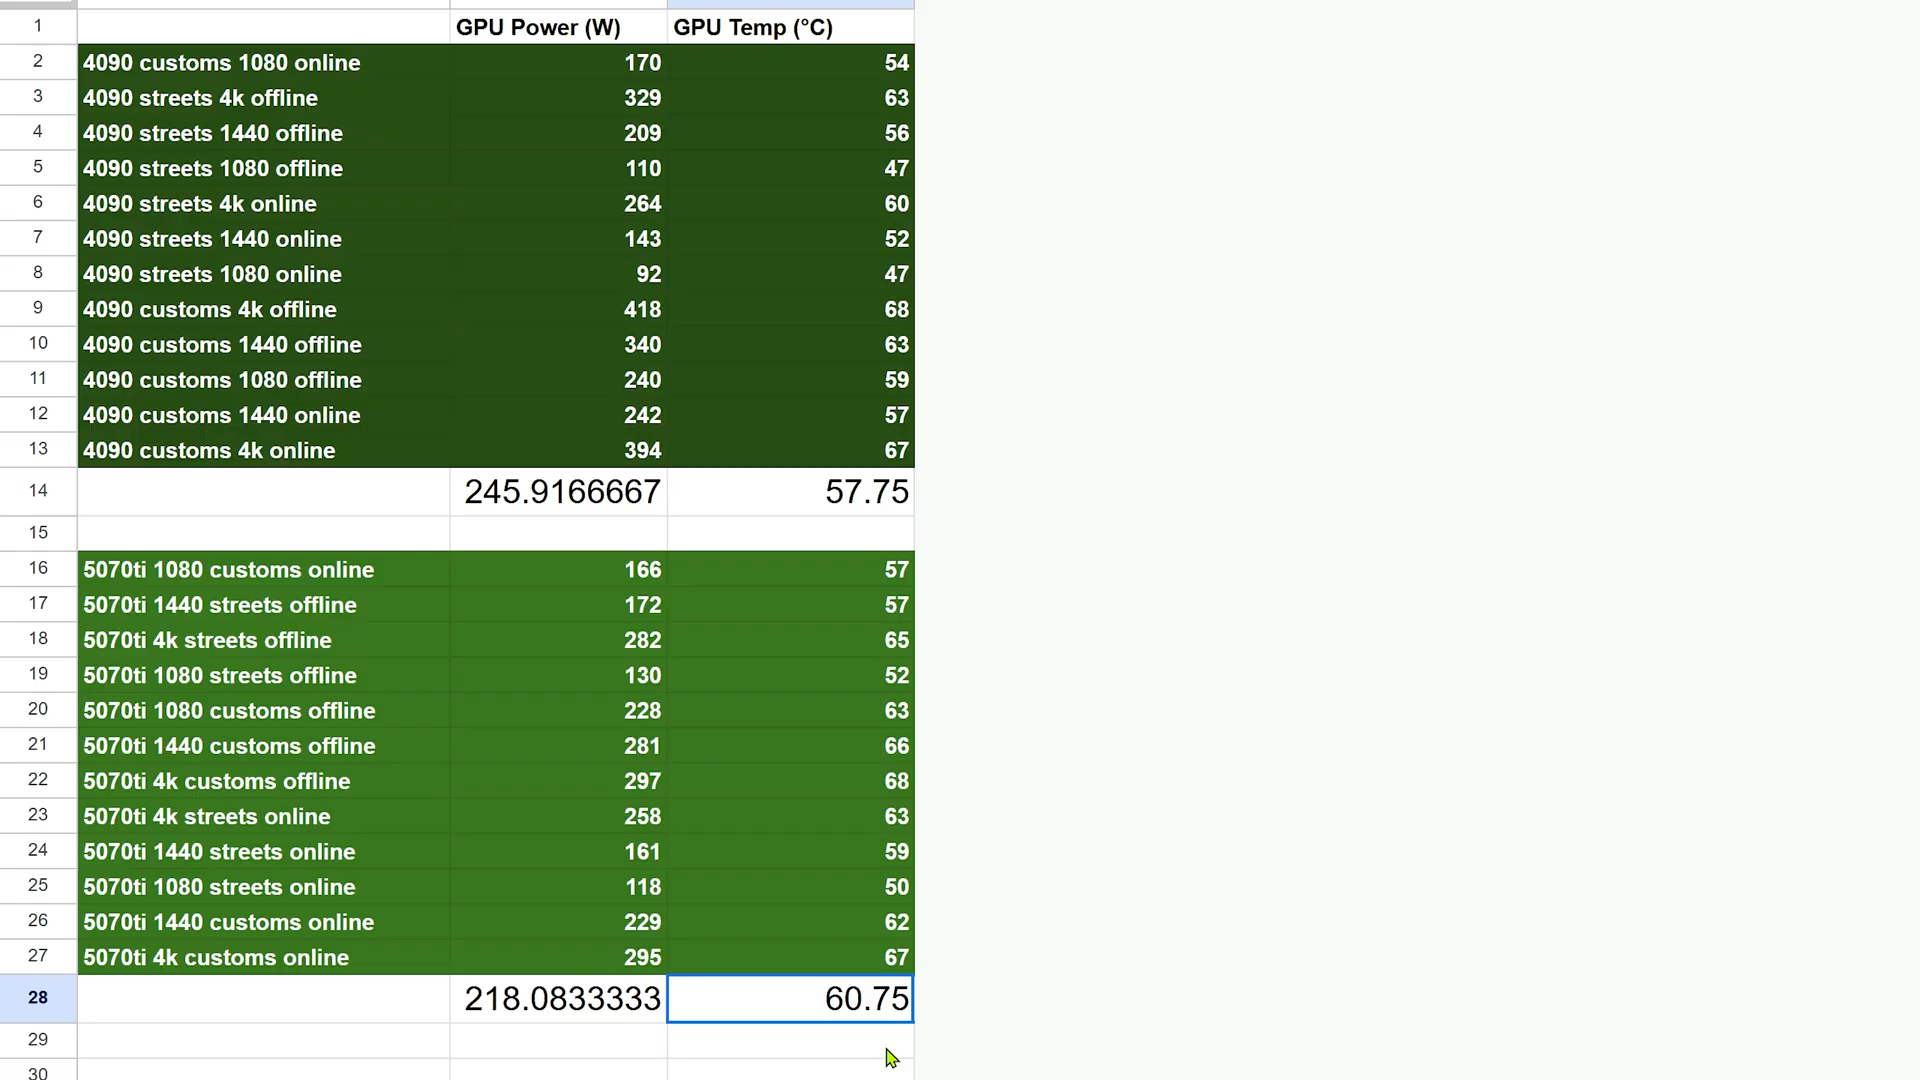 1 GPU Power (W) GPU Temp (°C)
2 4090 customs 1080 online 170 54
3 4090 streets 4k offline 329 63
4 4090 streets 1440 offline 209 56
5 4090 streets 1080 offline 110 47
6 4090 streets 4k online 264 60
7 4090 streets 1440 online 143 52
8 4090 streets 1080 online 92 47
9 4090 customs 4k offline 418 68
10 4090 customs 1440 offline 340 63
11 4090 customs 1080 offline 240 59
12 4090 customs 1440 online 242 57
13 4090 customs 4k online 394 67
14 245.9166667 57.75
15
16 5070ti 1080 customs online 166 57
17 5070ti 1440 streets offline 172 57
18 5070ti 4k streets offline 282 65
19 5070ti 1080 streets offline 130 52
20 5070ti 1080 customs offline 228 63
21 5070ti 1440 customs offline 281 66
22 5070ti 4k customs offline 297 68
23 5070ti 4k streets online 258 63
24 5070ti 1440 streets online 161 59
25 5070ti 1080 streets online 118 50
26 5070ti 1440 customs online 229 62
27 5070ti 4k customs online 295 67
28 218.0833333 60.75
29
30